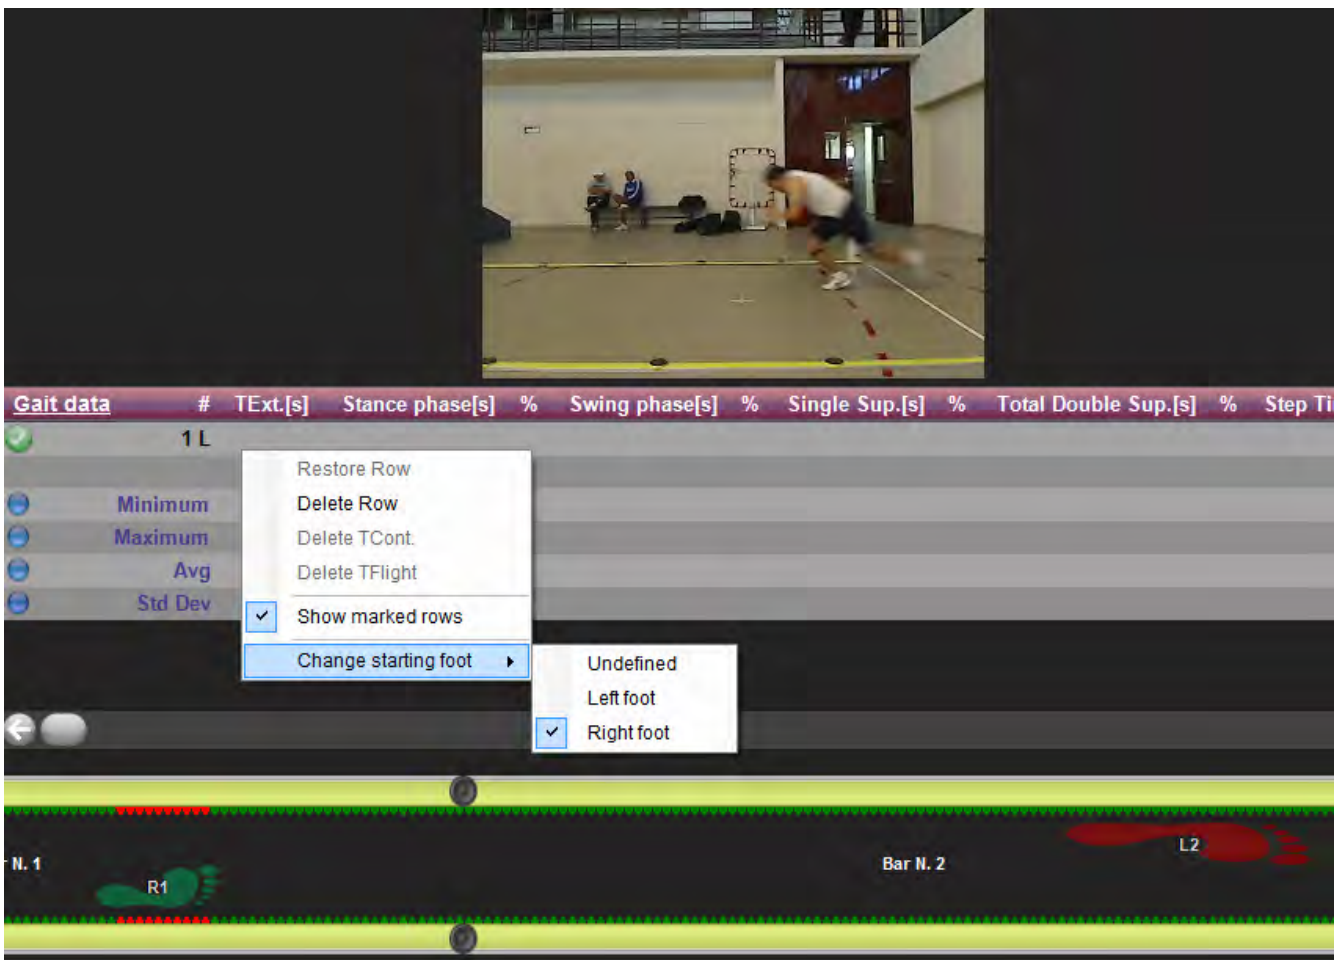 Gait data # TExt.[s] Stance phase[s] % Swing phase[s] % Single Sup.[s] % Total Double Sup.[s] % Step Ti
1 L
Restore Row
Minimum
Delete Row
Maximum
Delete TCont.
Avg
Delete TFlight
Std Dev
Show marked rows
Change starting foot
Undefined
Left foot
Right foot
L2
N. 1
Bar N. 2
R1